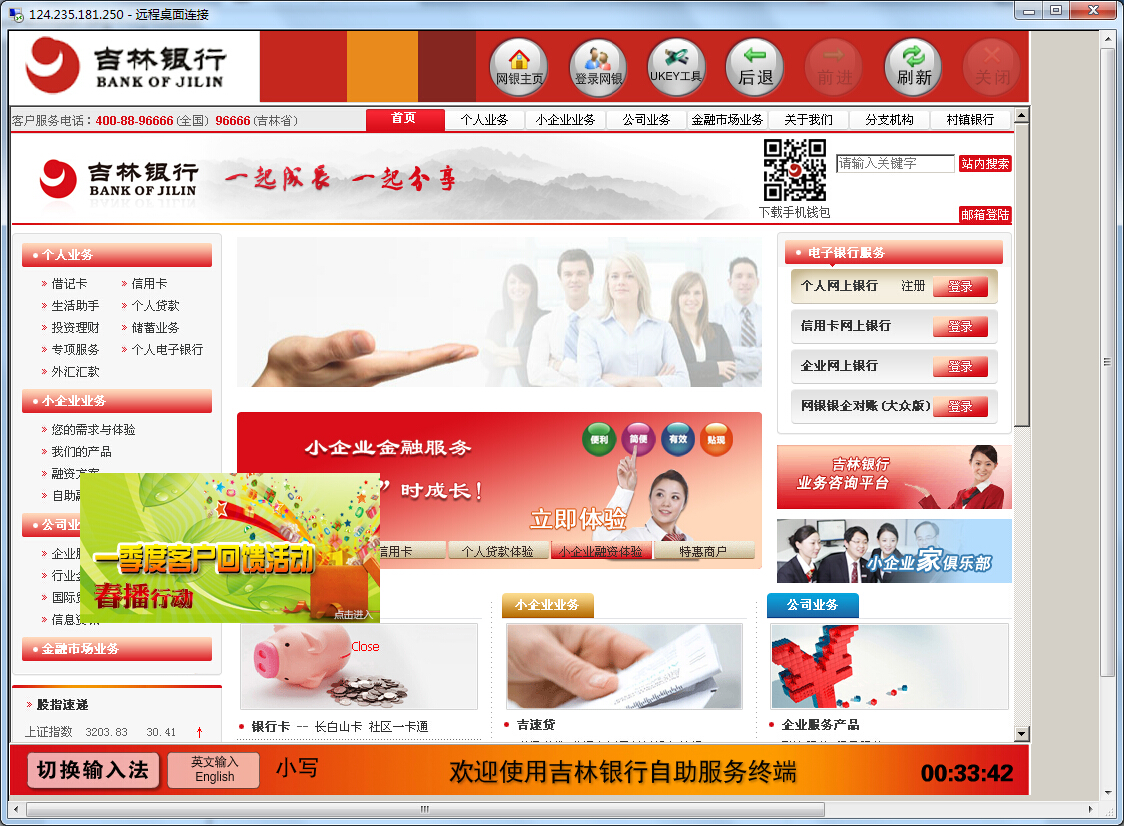 124.235.181.250 - 远程桌面连接
吉林银行
BANK OF JILIN
网银主页
登录网银
UKEY工具
后退
前进
刷新
关闭
客户服务电话：400-88-96666 (全国) 96666 (吉林省)
首页
个人业务
小企业业务
公司业务
金融市场业务
关于我们
分支机构
村镇银行
吉林银行
BANK OF JILIN
一起成长 一起分享
下载手机钱包
请输入关键字
站内搜索
邮箱登陆
个人业务
» 借记卡
» 信用卡
» 生活助手
» 个人贷款
» 投资理财
» 储蓄业务
» 专项服务
» 个人电子银行
» 外汇汇款
小企业业务
» 您的需求与体验
» 我们的产品
» 融资方案
» 自助融
公司业
» 企业
» 行业金
» 国际贸
» 信息资讯
金融市场业务
» 股指速递
上证指数 3203.83 30.41 ↑
一季度客户回馈活动
春播行动
点击进入
Close
小企业金融服务
”时成长！
便利
简便
有效
贴现
立即体验
信用卡
个人贷款体验
小企业融资体验
特惠商户
小企业业务
公司业务
银行卡 -- 长白山卡 社区一卡通
吉速贷
企业服务产品
电子银行服务
个人网上银行 注册 登录
信用卡网上银行 登录
企业网上银行 登录
网银银企对账(大众版) 登录
吉林银行
业务咨询平台
小企业家俱乐部
切换输入法
英文输入
English
小写
欢迎使用吉林银行自助服务终端
00:33:42